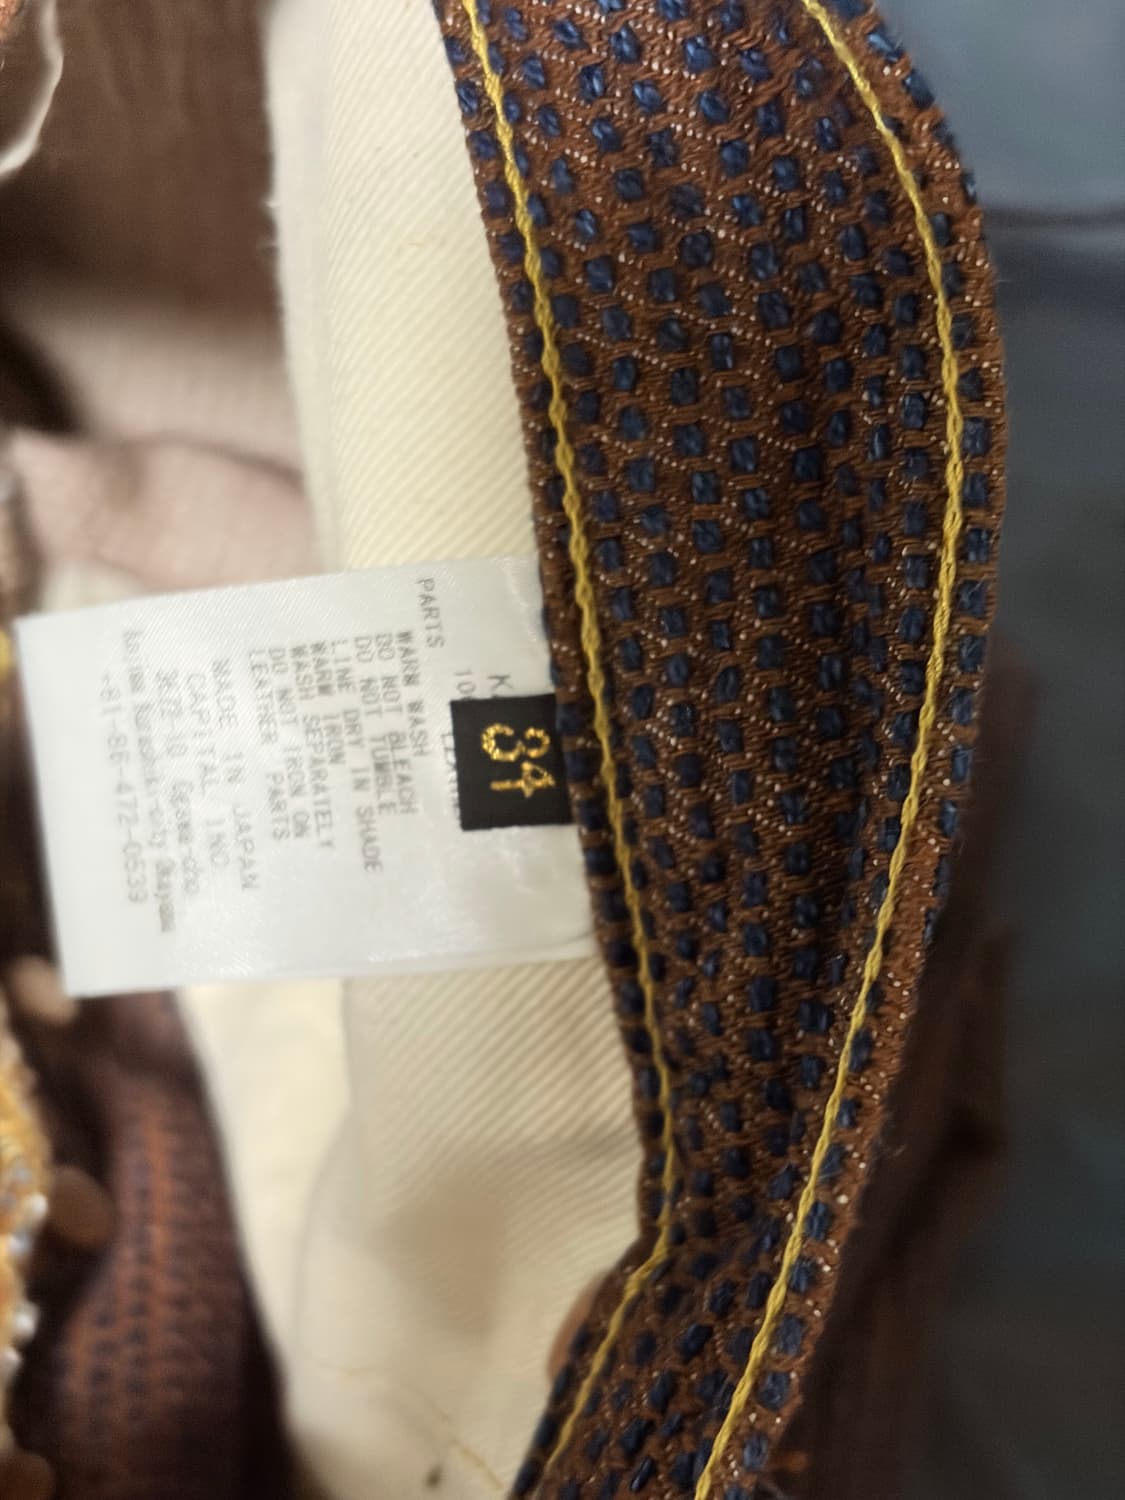 34
PARTS
WARM WASH
DO NOT BLEACH
DO NOT TUMBLE
LINE DRY IN SHADE
WARM IRON
WASH SEPARATELY
DO NOT IRON ON
LEATHER PARTS
MADE IN JAPAN
CAPITAL INC.
-81-86-472-0539